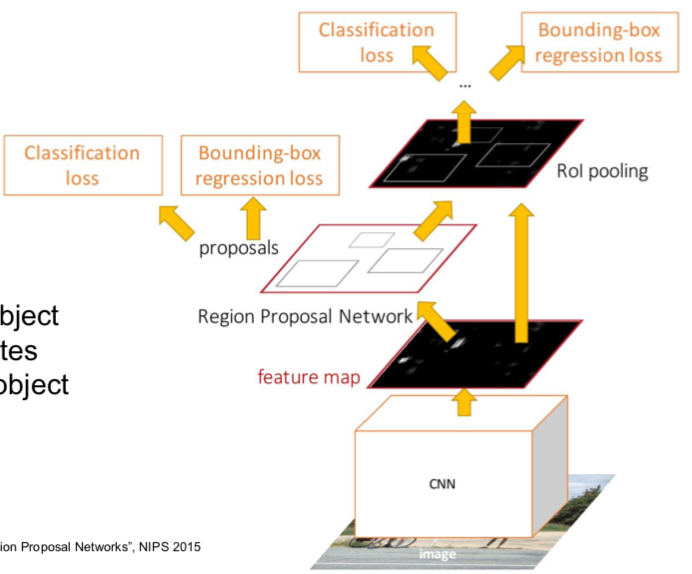 Classification
loss
Bounding-box
regression loss
...
RoI pooling
Classification
loss
Bounding-box
regression loss
proposals
Region Proposal Network
feature map
bject
tes
object
CNN
image
ion Proposal Networks”, NIPS 2015